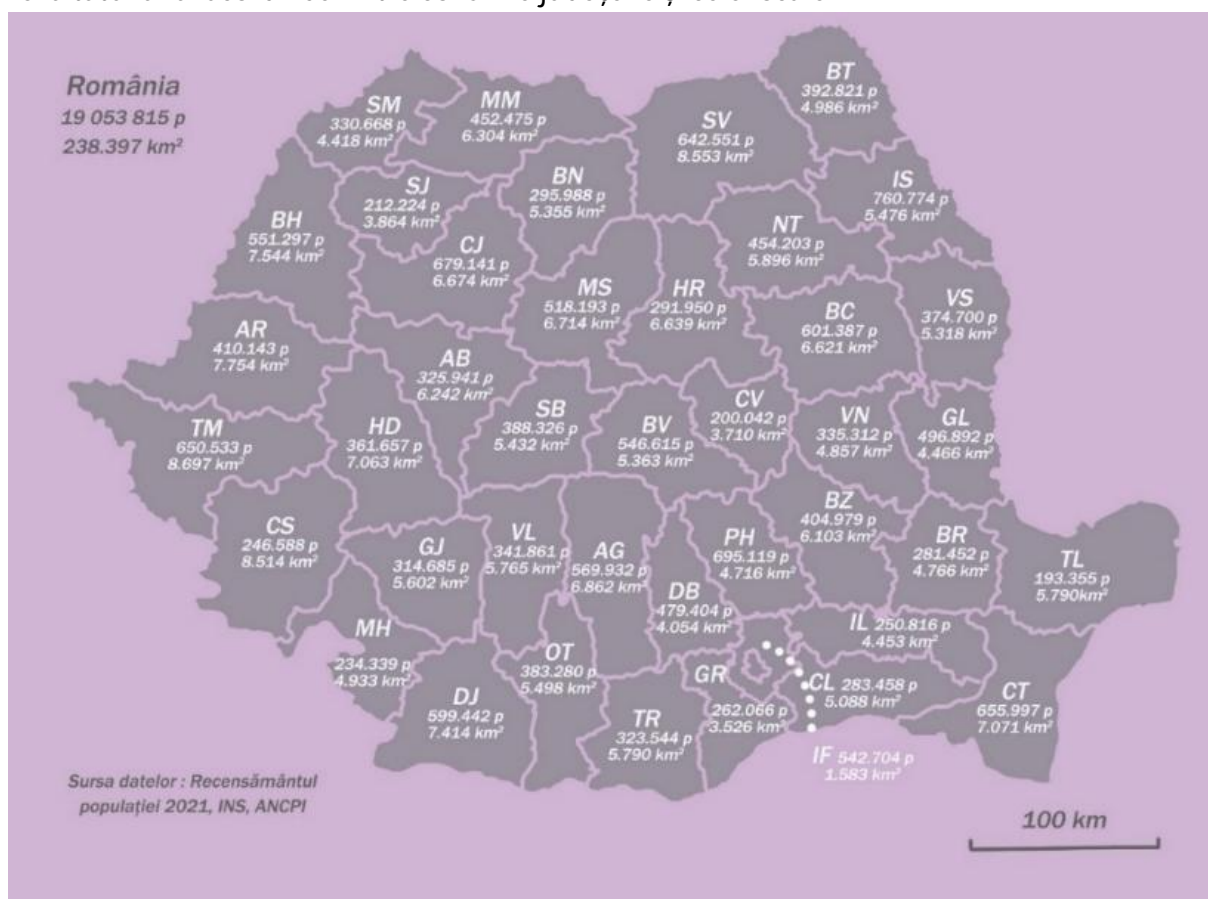 România
19 053 815 p
238.397 km²
SM
330.668 p
4.418 km²
MM
452.475 p
6.304 km²
SV
642.551 p
8.553 km²
BT
392.821 p
4.986 km²
SJ
212.224 p
3.864 km²
BN
295.988 p
5.355 km²
IS
760.774 p
5.476 km²
BH
551.297 p
7.544 km²
CJ
679.141 p
6.674 km²
NT
454.203 p
5.896 km²
MS
518.193 p
6.714 km²
HR
291.950 p
6.639 km²
BC
601.387 p
6.621 km²
VS
374.700 p
5.318 km²
AR
410.143 p
7.754 km²
AB
325.941 p
6.242 km²
TM
650.533 p
8.697 km²
HD
361.657 p
7.063 km²
SB
388.326 p
5.432 km²
BV
546.615 p
5.363 km²
CV
200.042 p
3.710 km²
VN
335.312 p
4.857 km²
GL
496.892 p
4.466 km²
CS
246.588 p
8.514 km²
GJ
314.685 p
5.602 km²
VL
341.861 p
5.765 km²
AG
569.932 p
6.862 km²
DB
479.404 p
4.054 km²
PH
695.119 p
4.716 km²
BZ
404.979 p
6.103 km²
BR
281.452 p
4.766 km²
TL
193.355 p
5.790km²
MH
234.339 p
4.933 km²
DJ
599.442 p
7.414 km²
OT
383.280 p
5.498 km²
TR
323.544 p
5.790 km²
GR
262.066 p
3.526 km²
IL 250.816 p
4.453 km²
CL 283.458 p
5.088 km²
CT
655.997 p
7.071 km²
IF 542.704 p
1.583 km²
Sursa datelor : Recensământul
populației 2021, INS, ANCPI
100 km